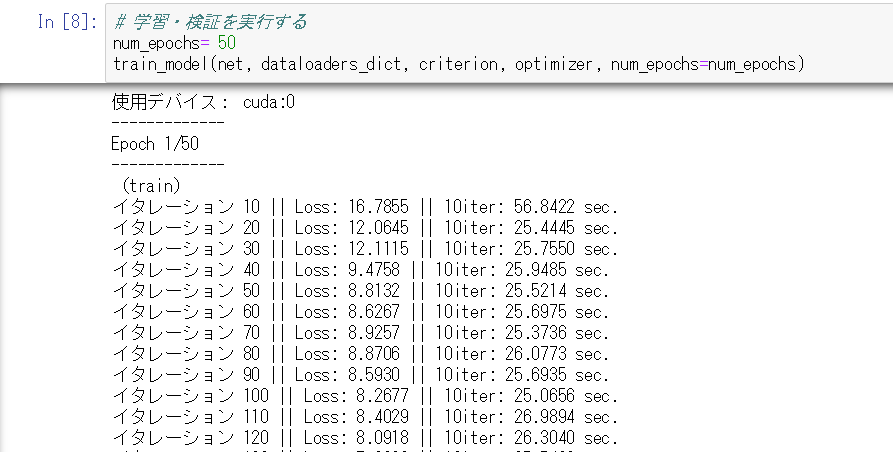 In [8]:
# 学習・検証を実行する
num_epochs= 50
train_model(net, dataloaders_dict, criterion, optimizer, num_epochs=num_epochs)
使用デバイス： cuda:0
-------------
Epoch 1/50
-------------
(train)
イタレーション 10 || Loss: 16.7855 || 10iter: 56.8422 sec.
イタレーション 20 || Loss: 12.0645 || 10iter: 25.4445 sec.
イタレーション 30 || Loss: 12.1115 || 10iter: 25.7550 sec.
イタレーション 40 || Loss: 9.4758 || 10iter: 25.9485 sec.
イタレーション 50 || Loss: 8.8132 || 10iter: 25.5214 sec.
イタレーション 60 || Loss: 8.6267 || 10iter: 25.6975 sec.
イタレーション 70 || Loss: 8.9257 || 10iter: 25.3736 sec.
イタレーション 80 || Loss: 8.8706 || 10iter: 26.0773 sec.
イタレーション 90 || Loss: 8.5930 || 10iter: 25.6935 sec.
イタレーション 100 || Loss: 8.2677 || 10iter: 25.0656 sec.
イタレーション 110 || Loss: 8.4029 || 10iter: 26.9894 sec.
イタレーション 120 || Loss: 8.0918 || 10iter: 26.3040 sec.